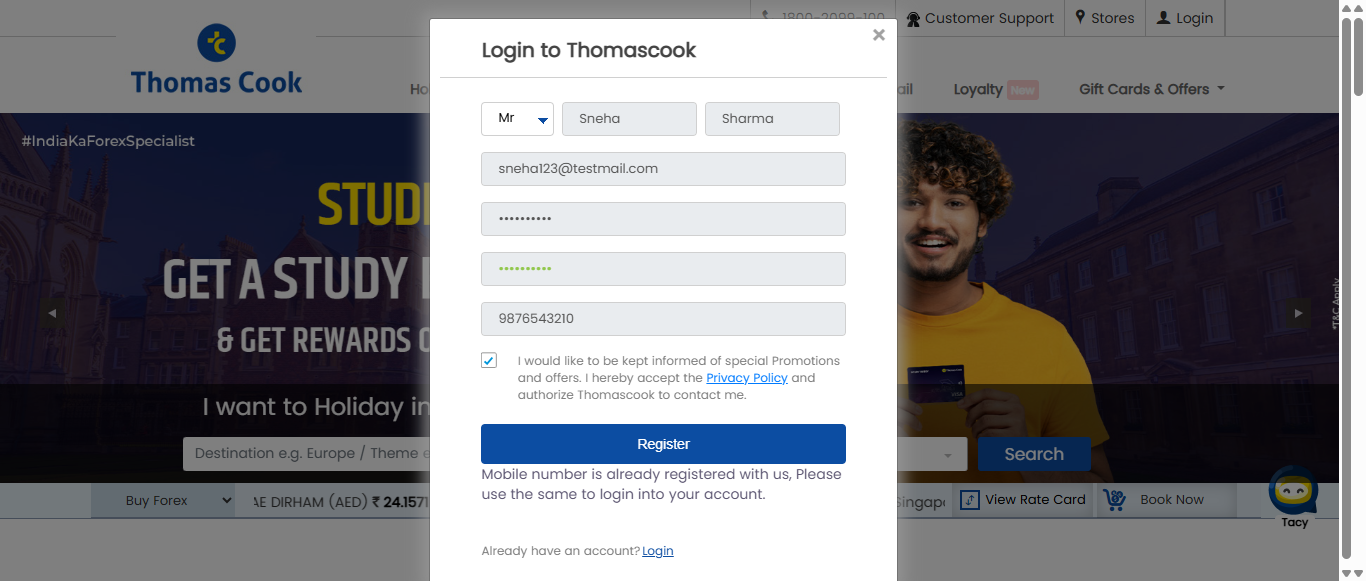 1800-2099-100 Customer Support Stores Login
Login to Thomascook
×
Thomas Cook
Ho
ail
Loyalty New
Gift Cards & Offers
Mr Sneha Sharma
#IndiaKaForexSpecialist
sneha123@testmail.com
STUD
••••••••••
GET A STUDY
••••••••••
& GET REWARDS
9876543210
*T&C Apply
I would like to be kept informed of special Promotions
and offers. I hereby accept the Privacy Policy and
authorize Thomascook to contact me.
I want to Holiday in
Register
Destination e.g. Europe / Theme e
Search
Mobile number is already registered with us, Please
use the same to login into your account.
Buy Forex
AE DIRHAM (AED) ₹ 24.1571
Singapo
View Rate Card
Book Now
Tacy
Already have an account? Login